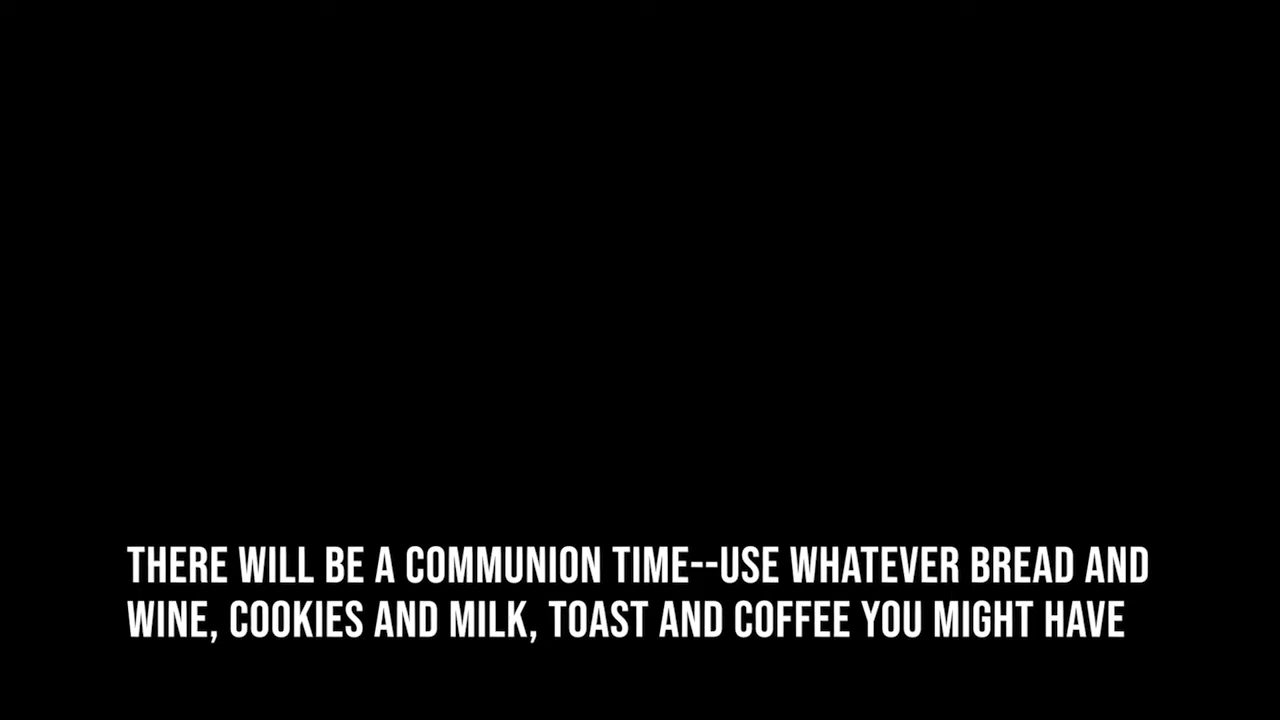 THERE WILL BE A COMMUNION TIME--USE WHATEVER BREAD AND
WINE, COOKIES AND MILK, TOAST AND COFFEE YOU MIGHT HAVE